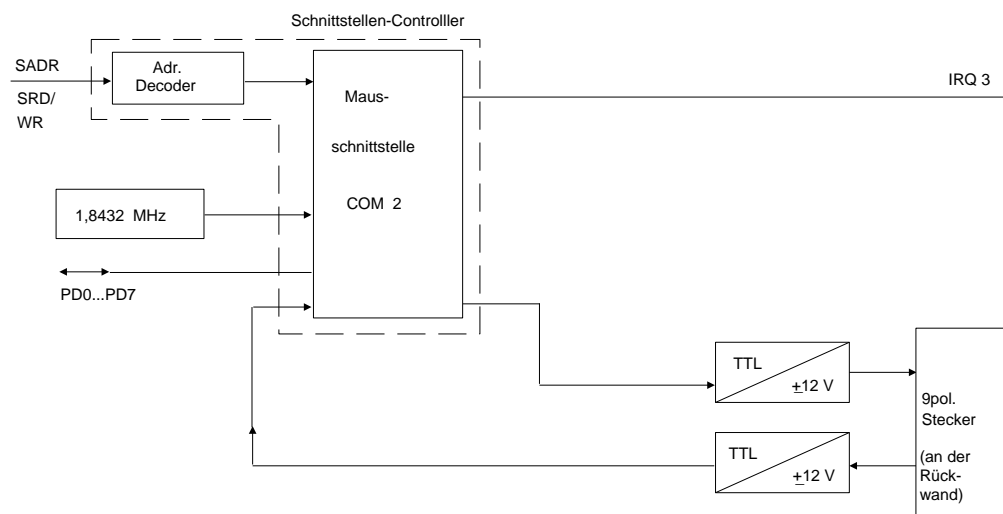 Schnittstellen-Controlller
SADR
SRD/
WR
Adr.
Decoder
Maus-
schnittstelle
COM 2
IRQ 3
1,8432 MHz
PD0...PD7
TTL
±12 V
TTL
±12 V
9pol.
Stecker
(an der
Rück-
wand)